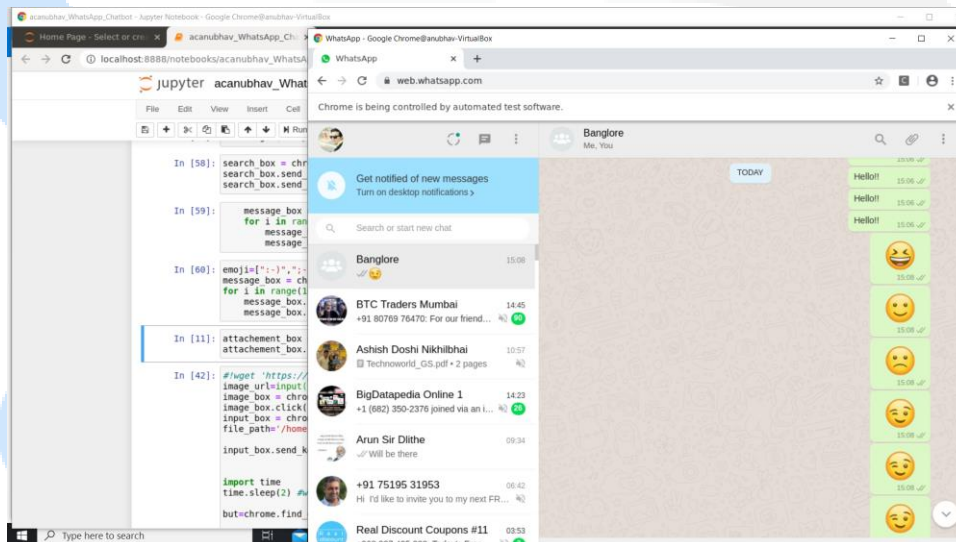 acanubhav_WhatsApp_Chatbot - Jupyter Notebook - Google Chrome@anubhav-VirtualBox
Home Page - Select or cre
acanubhav_WhatsApp_Ch
localhost:8888/notebooks/acanubhav_WhatsA
jupyter acanubhav_What
File Edit View Insert Cell
Run
In [58]:
search_box = chr
search_box.send_
search_box.send_
In [59]:
message_box
for i in ran
message_
message_
In [60]:
emoji=[":-)",";-
message_box = ch
for i in range(1
message_box.
message_box.
In [11]:
attachement_box
attachement_box.
In [42]:
#!wget 'https://
image_url=input(
image_box = chro
image_box.click(
input_box = chro
file_path='/home
input_box.send_k
import time
time.sleep(2) #w
but=chrome.find_
Type here to search
WhatsApp - Google Chrome@anubhav-VirtualBox
WhatsApp
web.whatsapp.com
Chrome is being controlled by automated test software.
Get notified of new messages
Turn on desktop notifications >
Search or start new chat
Banglore 15:08
BTC Traders Mumbai 14:45
+91 80769 76470: For our friend... 90
Ashish Doshi Nikhilbhai 10:57
Technoworld_GS.pdf • 2 pages
BigDatapedia Online 1 14:23
+1 (682) 350-2376 joined via an i... 26
Arun Sir Dlithe 09:34
Will be there
+91 75195 31953 06:42
Hi I'd like to invite you to my next FR...
Real Discount Coupons #11 03:53
Banglore
Me, You
TODAY
15:06
Hello!!
15:06
Hello!!
15:06
Hello!!
15:06
15:08
15:08
15:08
15:08
15:08